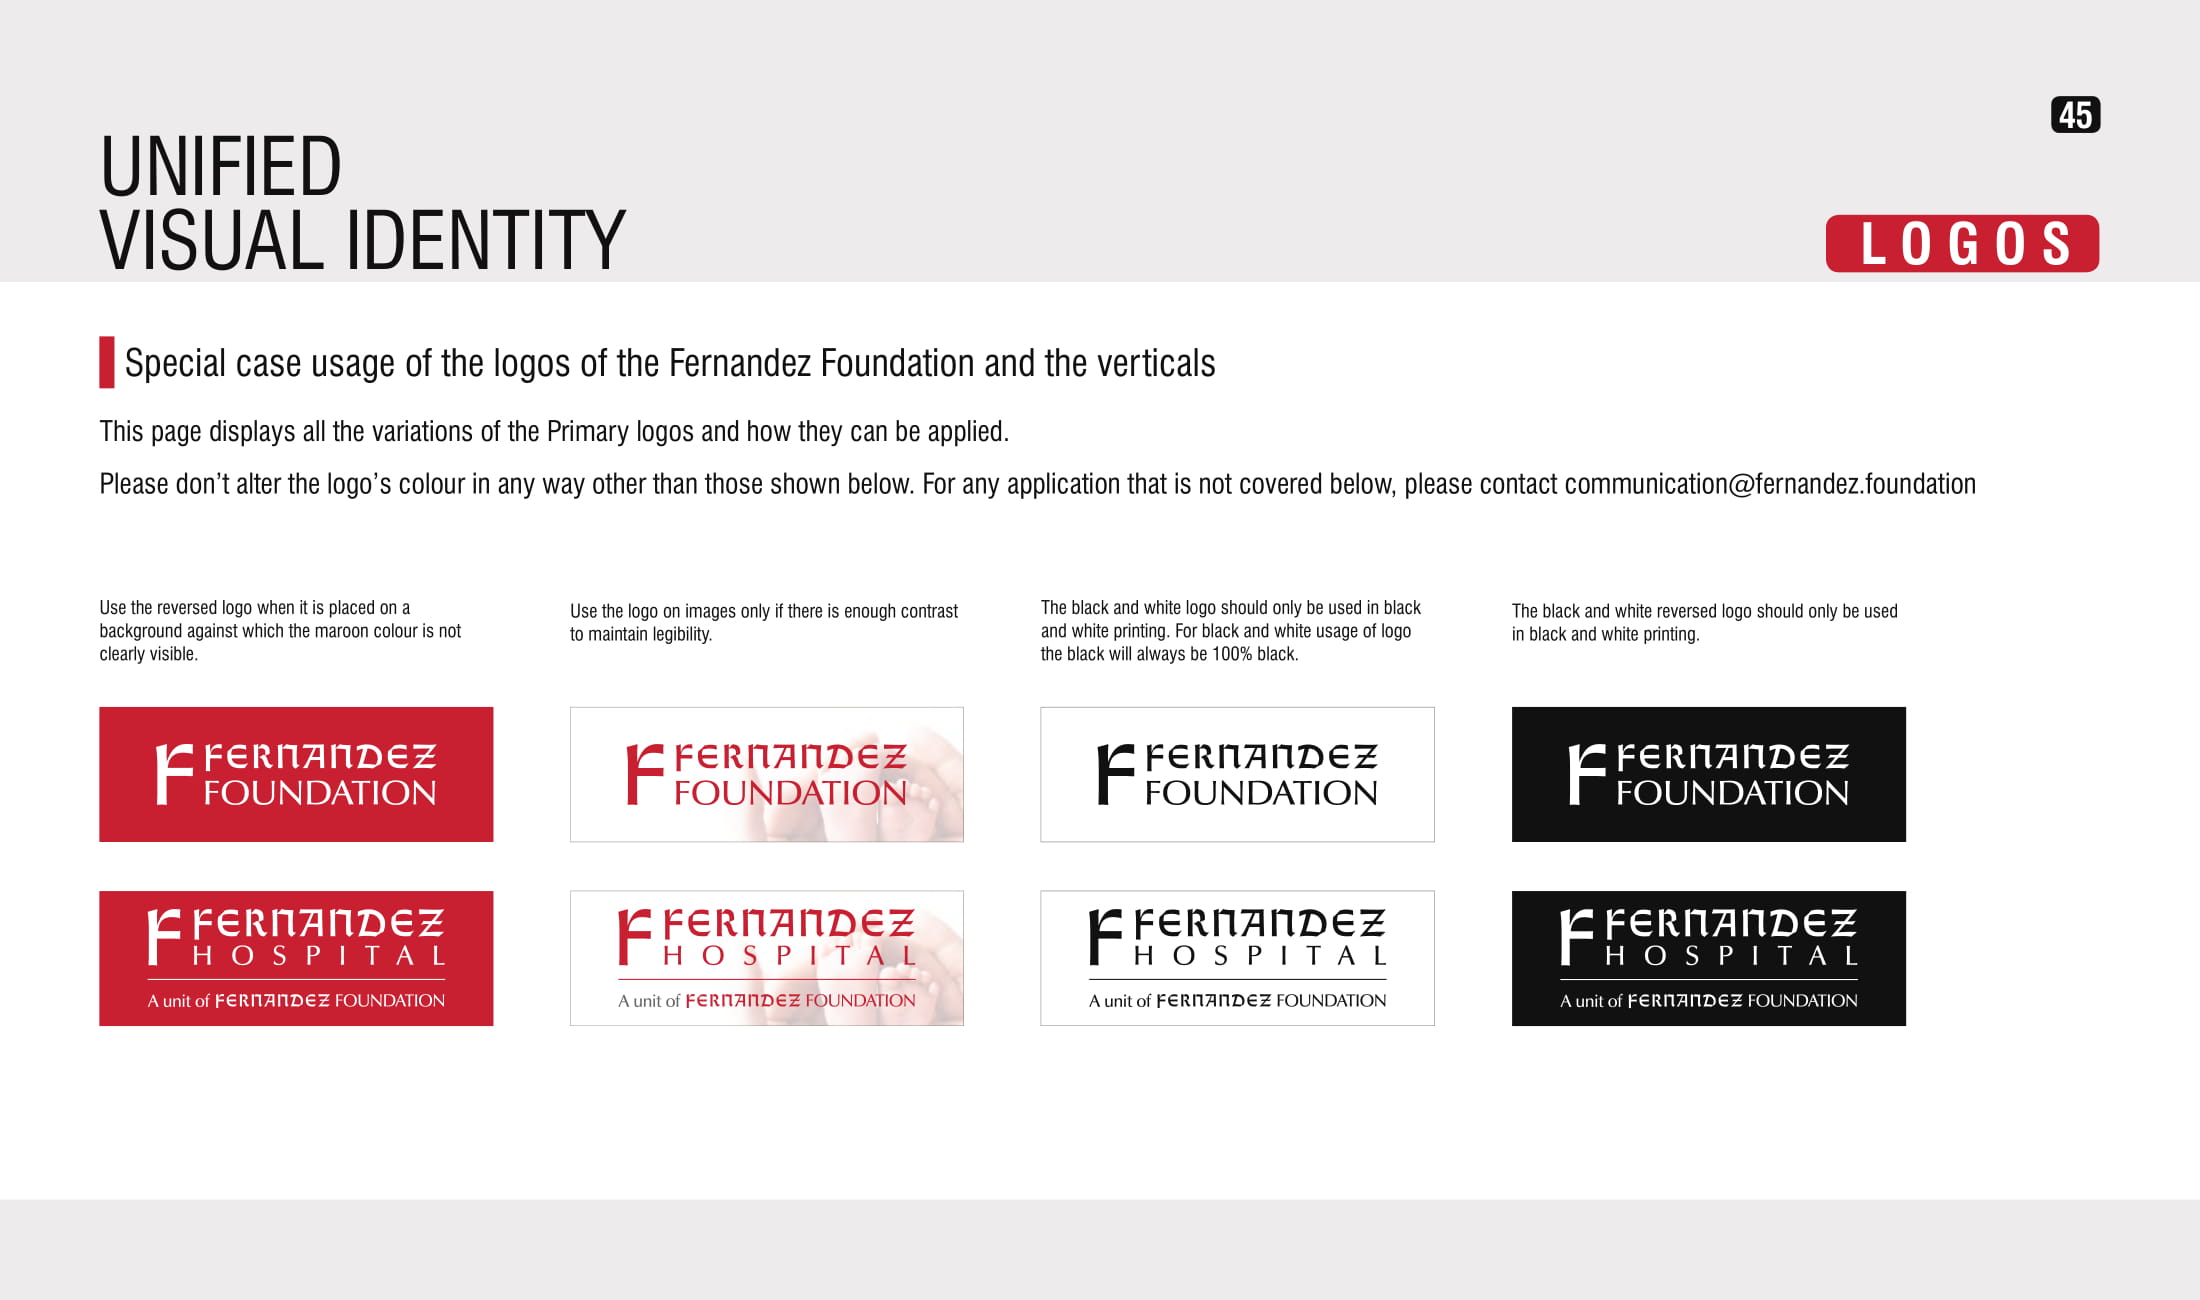 45
UNIFIED
VISUAL IDENTITY
LOGOS
Special case usage of the logos of the Fernandez Foundation and the verticals
This page displays all the variations of the Primary logos and how they can be applied.
Please don’t alter the logo’s colour in any way other than those shown below. For any application that is not covered below, please contact communication@fernandez.foundation
Use the reversed logo when it is placed on a
background against which the maroon colour is not
clearly visible.
Use the logo on images only if there is enough contrast
to maintain legibility.
The black and white logo should only be used in black
and white printing. For black and white usage of logo
the black will always be 100% black.
The black and white reversed logo should only be used
in black and white printing.
F FERNANDEZ
FOUNDATION
F FERNANDEZ
FOUNDATION
F FERNANDEZ
FOUNDATION
F FERNANDEZ
FOUNDATION
F FERNANDEZ
HOSPITAL
A unit of FERNANDEZ FOUNDATION
F FERNANDEZ
HOSPITAL
A unit of FERNANDEZ FOUNDATION
F FERNANDEZ
HOSPITAL
A unit of FERNANDEZ FOUNDATION
F FERNANDEZ
HOSPITAL
A unit of FERNANDEZ FOUNDATION